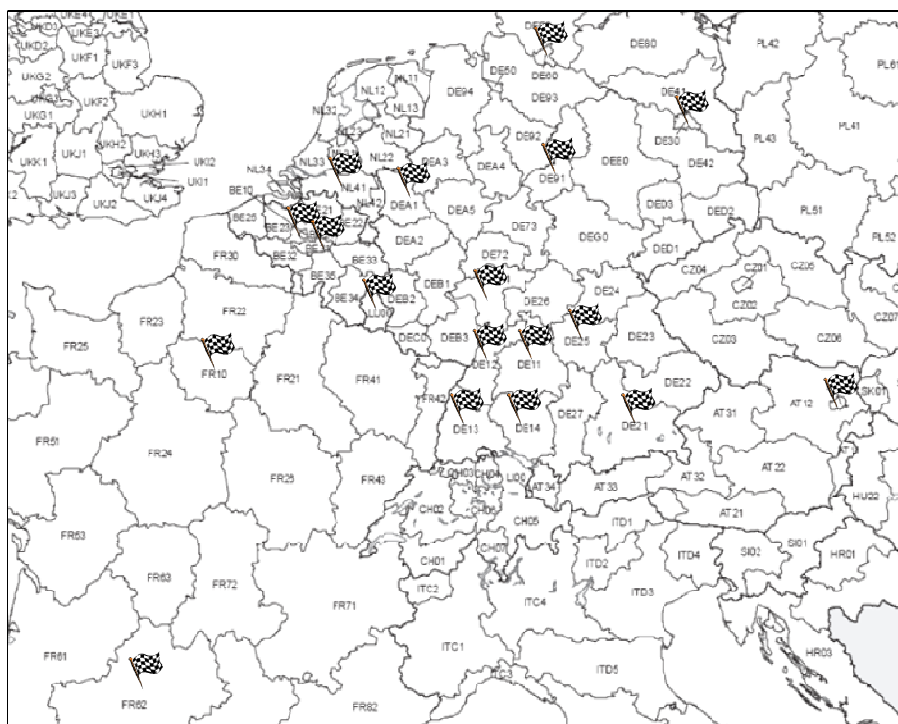 UKE4
UKE1
UKD3
UKE3
UKD2
UKF1
UKF3
UKG2
UKF2
UKG1
UKH1
UKH2
UKK1
UKJ1
UKH3
UKI2
UKI1
UKJ3
UKJ2
UKJ4
DE80
PL42
PL61
DE50
DE60
DE93
DE94
NL11
NL12
NL13
NL32
NL21
NL22
NL33
NL34
NL41
NL42
DE41
DE30
DE42
PL43
PL41
DE92
DE91
DEE0
DEA3
DEA4
DEA1
DEA5
DEA2
BE10
BE25
BE23
BE21
BE22
BE32
BE33
BE35
BE34
FR30
DE73
DE72
DEG0
DED3
DED2
DED1
PL51
PL52
DEB1
DEB2
DEB3
DEC0
DE26
DE24
DE25
DE23
DE12
DE11
DE22
DE13
DE14
DE27
DE21
CZ04
CZ01
CZ05
CZ02
CZ03
CZ06
CZ07
FR22
FR23
FR25
FR10
FR21
FR41
FR42
FR51
FR24
FR26
FR43
AT31
AT12
SK01
AT32
AT22
AT33
AT34
AT21
HU22
CH03
CH04
CH02
CH06
CH05
CH01
CH07
ITD1
ITD2
ITD4
SI02
SI01
HR01
ITC2
ITC4
ITD3
ITC1
ITD5
ITC3
HR03
FR53
FR63
FR72
FR71
FR61
FR62
FR82